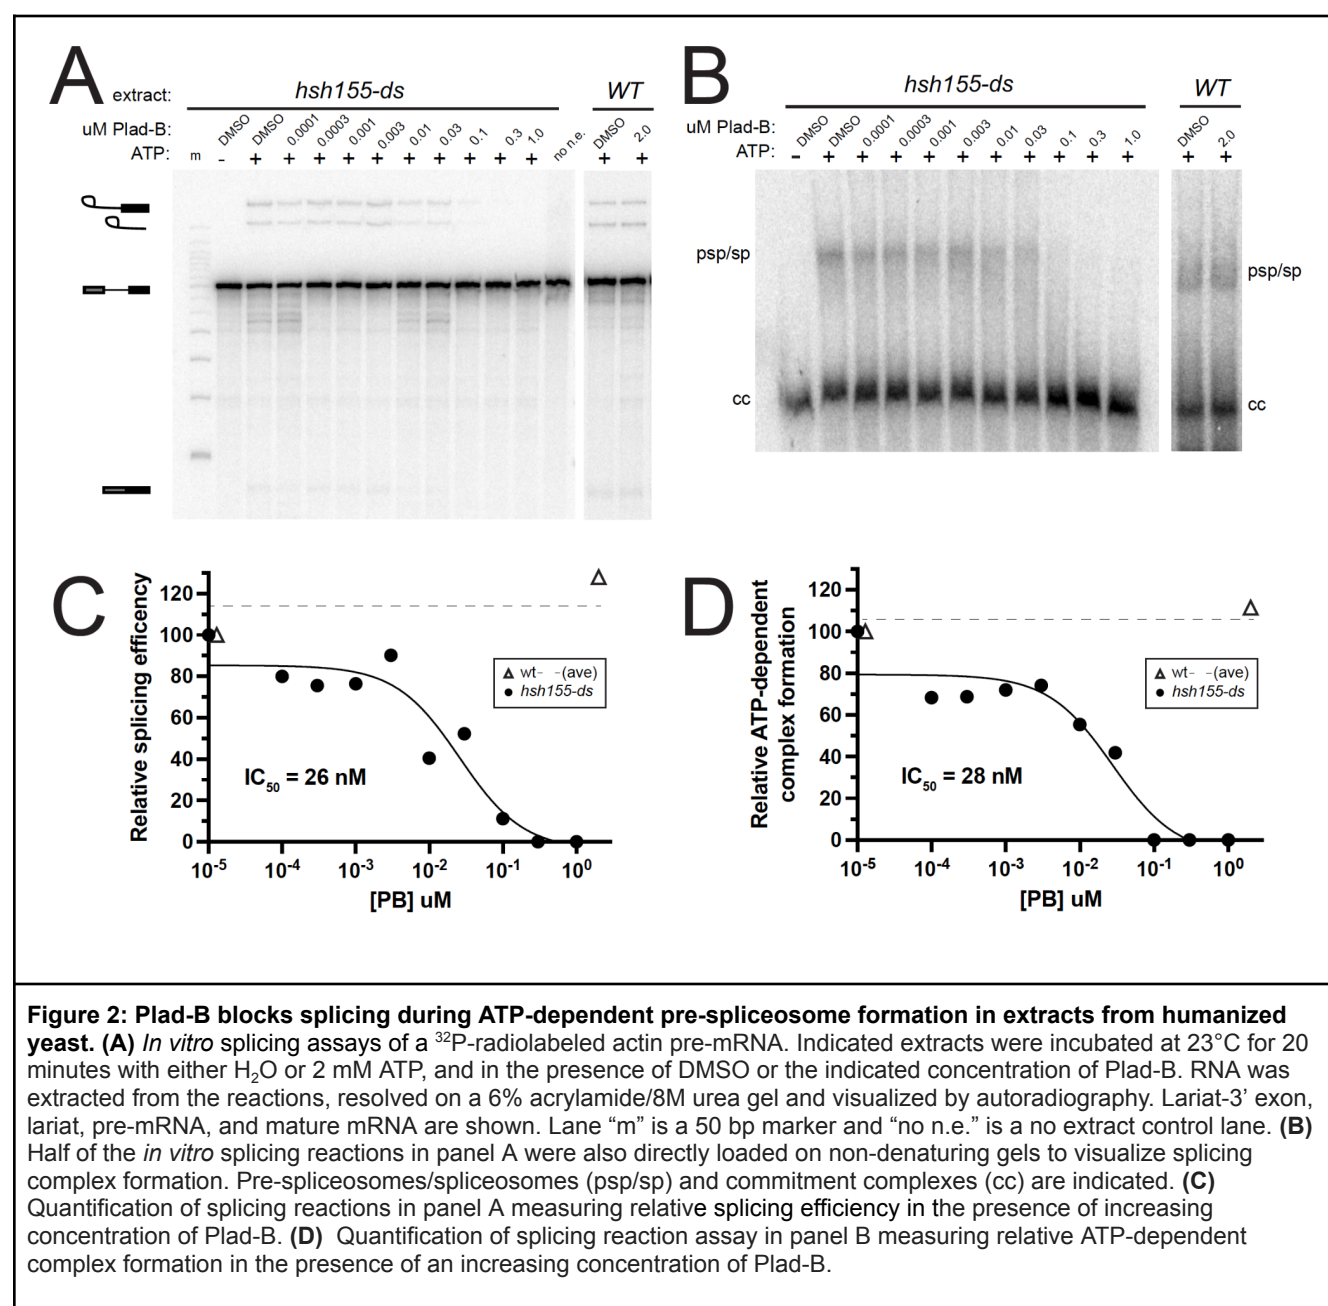 A
extract:
hsh155-ds
WT
uM Plad-B:
DMSO DMSO 0.0001 0.0003 0.001 0.003 0.01 0.03 0.1 0.3 1.0 no n.e. DMSO 2.0
ATP: m - + + + + + + + + + + + +
B
hsh155-ds
WT
uM Plad-B:
DMSO DMSO 0.0001 0.0003 0.001 0.003 0.01 0.03 0.1 0.3 1.0 DMSO 2.0
ATP: - + + + + + + + + + + + +
psp/sp
psp/sp
cc
cc
C
Relative splicing efficency
120
100
80
60
40
20
0
wt- -(ave)
hsh155-ds
IC50 = 26 nM
10-5 10-4 10-3 10-2 10-1 100
[PB] uM
D
Relative ATP-dependent
complex formation
120
100
80
60
40
20
0
wt- -(ave)
hsh155-ds
IC50 = 28 nM
10-5 10-4 10-3 10-2 10-1 100
[PB] uM
Figure 2: Plad-B blocks splicing during ATP-dependent pre-spliceosome formation in extracts from humanized
yeast. (A) In vitro splicing assays of a 32P-radiolabeled actin pre-mRNA. Indicated extracts were incubated at 23°C for 20
minutes with either H2O or 2 mM ATP, and in the presence of DMSO or the indicated concentration of Plad-B. RNA was
extracted from the reactions, resolved on a 6% acrylamide/8M urea gel and visualized by autoradiography. Lariat-3’ exon,
lariat, pre-mRNA, and mature mRNA are shown. Lane “m” is a 50 bp marker and “no n.e.” is a no extract control lane. (B)
Half of the in vitro splicing reactions in panel A were also directly loaded on non-denaturing gels to visualize splicing
complex formation. Pre-spliceosomes/spliceosomes (psp/sp) and commitment complexes (cc) are indicated. (C)
Quantification of splicing reactions in panel A measuring relative splicing efficiency in the presence of increasing
concentration of Plad-B. (D) Quantification of splicing reaction assay in panel B measuring relative ATP-dependent
complex formation in the presence of an increasing concentration of Plad-B.